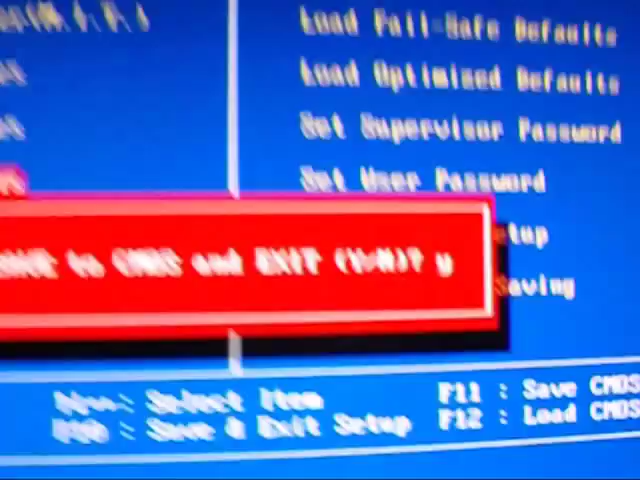 Load Fail-Safe Defaults
Load Optimized Defaults
Set Supervisor Password
Set User Password
etup
Saving
to CMOS and EXIT (Y/N)? y
: Select Item
F11 : Save CMOS
: Save & Exit Setup
F12 : Load CMOS